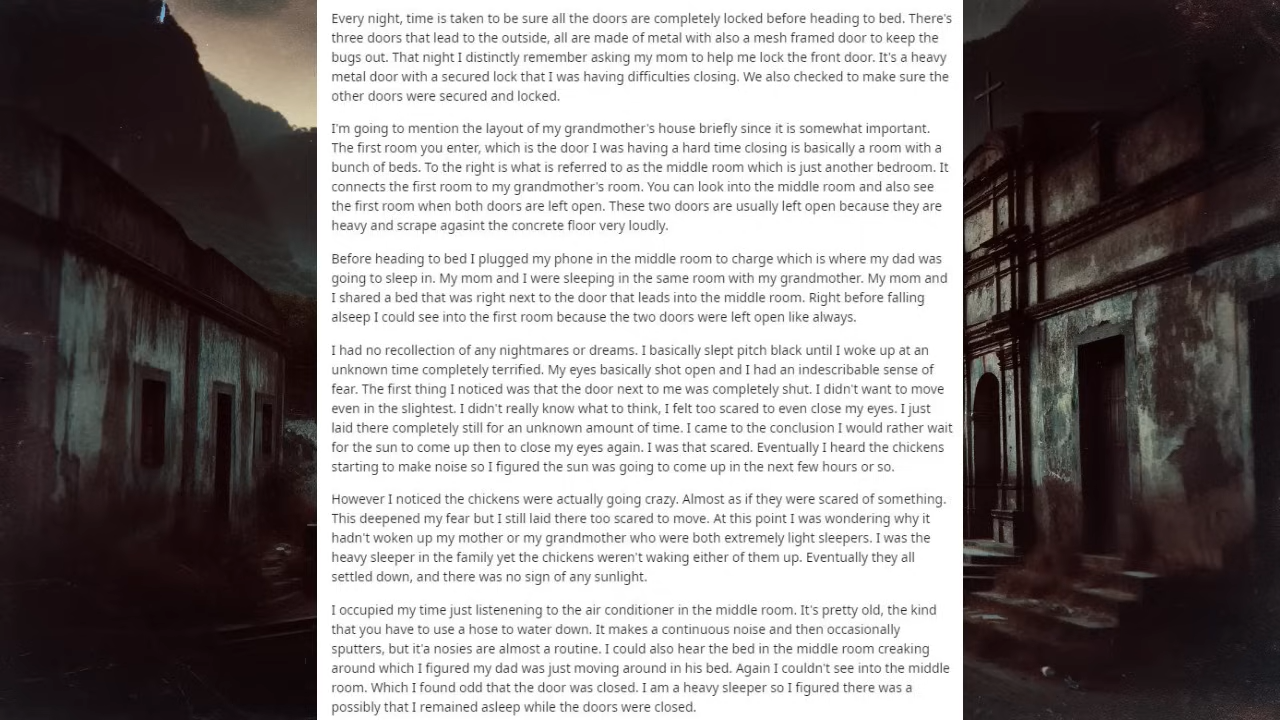 Every night, time is taken to be sure all the doors are completely locked before heading to bed. There's
three doors that lead to the outside, all are made of metal with also a mesh framed door to keep the
bugs out. That night I distinctly remember asking my mom to help me lock the front door. It's a heavy
metal door with a secured lock that I was having difficulties closing. We also checked to make sure the
other doors were secured and locked.
I'm going to mention the layout of my grandmother's house briefly since it is somewhat important.
The first room you enter, which is the door I was having a hard time closing is basically a room with a
bunch of beds. To the right is what is referred to as the middle room which is just another bedroom. It
connects the first room to my grandmother's room. You can look into the middle room and also see
the first room when both doors are left open. These two doors are usually left open because they are
heavy and scrape agasint the concrete floor very loudly.
Before heading to bed I plugged my phone in the middle room to charge which is where my dad was
going to sleep in. My mom and I were sleeping in the same room with my grandmother. My mom and
I shared a bed that was right next to the door that leads into the middle room. Right before falling
alseep I could see into the first room because the two doors were left open like always.
I had no recollection of any nightmares or dreams. I basically slept pitch black until I woke up at an
unknown time completely terrified. My eyes basically shot open and I had an indescribable sense of
fear. The first thing I noticed was that the door next to me was completely shut. I didn't want to move
even in the slightest. I didn't really know what to think, I felt too scared to even close my eyes. I just
laid there completely still for an unknown amount of time. I came to the conclusion I would rather wait
for the sun to come up then to close my eyes again. I was that scared. Eventually I heard the chickens
starting to make noise so I figured the sun was going to come up in the next few hours or so.
However I noticed the chickens were actually going crazy. Almost as if they were scared of something.
This deepened my fear but I still laid there too scared to move. At this point I was wondering why it
hadn't woken up my mother or my grandmother who were both extremely light sleepers. I was the
heavy sleeper in the family yet the chickens weren't waking either of them up. Eventually they all
settled down, and there was no sign of any sunlight.
I occupied my time just listenening to the air conditioner in the middle room. It's pretty old, the kind
that you have to use a hose to water down. It makes a continuous noise and then occasionally
sputters, but it'a nosies are almost a routine. I could also hear the bed in the middle room creaking
around which I figured my dad was just moving around in his bed. Again I couldn't see into the middle
room. Which I found odd that the door was closed. I am a heavy sleeper so I figured there was a
possibly that I remained asleep while the doors were closed.